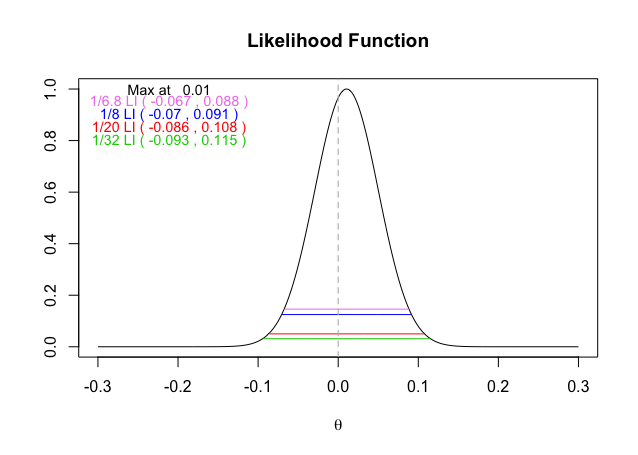 Likelihood Function
Max at 0.01
1/6.8 LI ( -0.067 , 0.088 )
1/8 LI ( -0.07 , 0.091 )
1/20 LI ( -0.086 , 0.108 )
1/32 LI ( -0.093 , 0.115 )
1.0
0.8
0.6
0.4
0.2
0.0
-0.3 -0.2 -0.1 0.0 0.1 0.2 0.3
θ